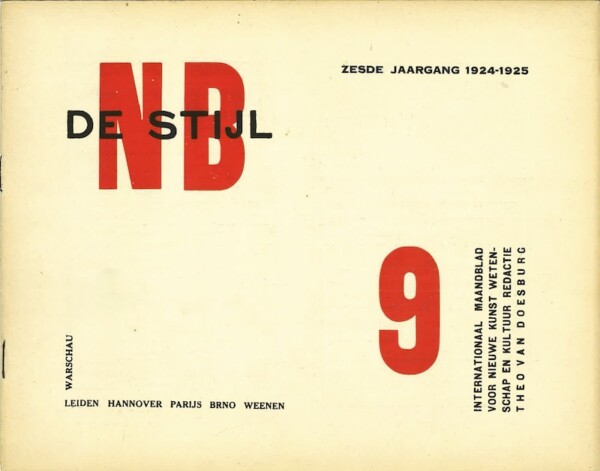 ZESDE JAARGANG 1924-1925
NB
DE STIJL
9
INTERNATIONAAL MAANDBLAD
VOOR NIEUWE KUNST WETEN-
SCHAP EN KULTUUR REDACTIE
THEO VAN DOESBURG
WARSCHAU
LEIDEN HANNOVER PARIJS BRNO WEENEN